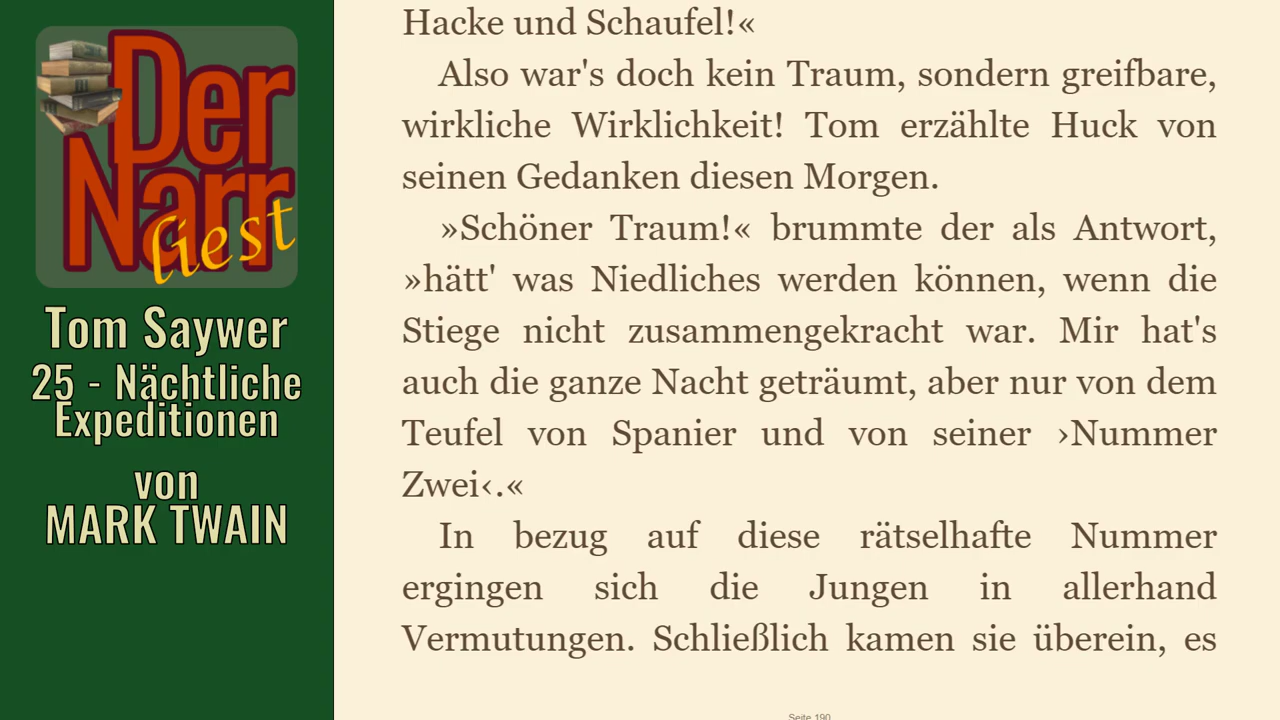 Der
Narr
liest
Tom Saywer
25 - Nächtliche
Expeditionen
von
MARK TWAIN
Hacke und Schaufel!«
Also war's doch kein Traum, sondern greifbare,
wirkliche Wirklichkeit! Tom erzählte Huck von
seinen Gedanken diesen Morgen.
»Schöner Traum!« brummte der als Antwort,
»hätt' was Niedliches werden können, wenn die
Stiege nicht zusammengekracht war. Mir hat's
auch die ganze Nacht geträumt, aber nur von dem
Teufel von Spanier und von seiner ›Nummer
Zwei‹.«
In bezug auf diese rätselhafte Nummer
ergingen sich die Jungen in allerhand
Vermutungen. Schließlich kamen sie überein, es
Seite 190